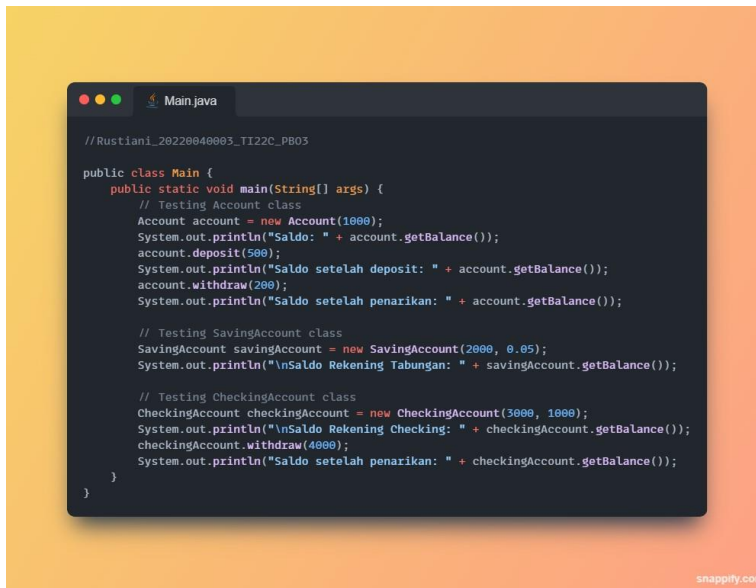 Main.java
//Rustiani_20220040003_TI22C_PBO3
public class Main {
    public static void main(String[] args) {
        // Testing Account class
        Account account = new Account(1000);
        System.out.println("Saldo: " + account.getBalance());
        account.deposit(500);
        System.out.println("Saldo setelah deposit: " + account.getBalance());
        account.withdraw(200);
        System.out.println("Saldo setelah penarikan: " + account.getBalance());
        // Testing SavingAccount class
        SavingAccount savingAccount = new SavingAccount(2000, 0.05);
        System.out.println("\nSaldo Rekening Tabungan: " + savingAccount.getBalance());
        // Testing CheckingAccount class
        CheckingAccount checkingAccount = new CheckingAccount(3000, 1000);
        System.out.println("\nSaldo Rekening Checking: " + checkingAccount.getBalance());
        checkingAccount.withdraw(4000);
        System.out.println("Saldo setelah penarikan: " + checkingAccount.getBalance());
    }
}